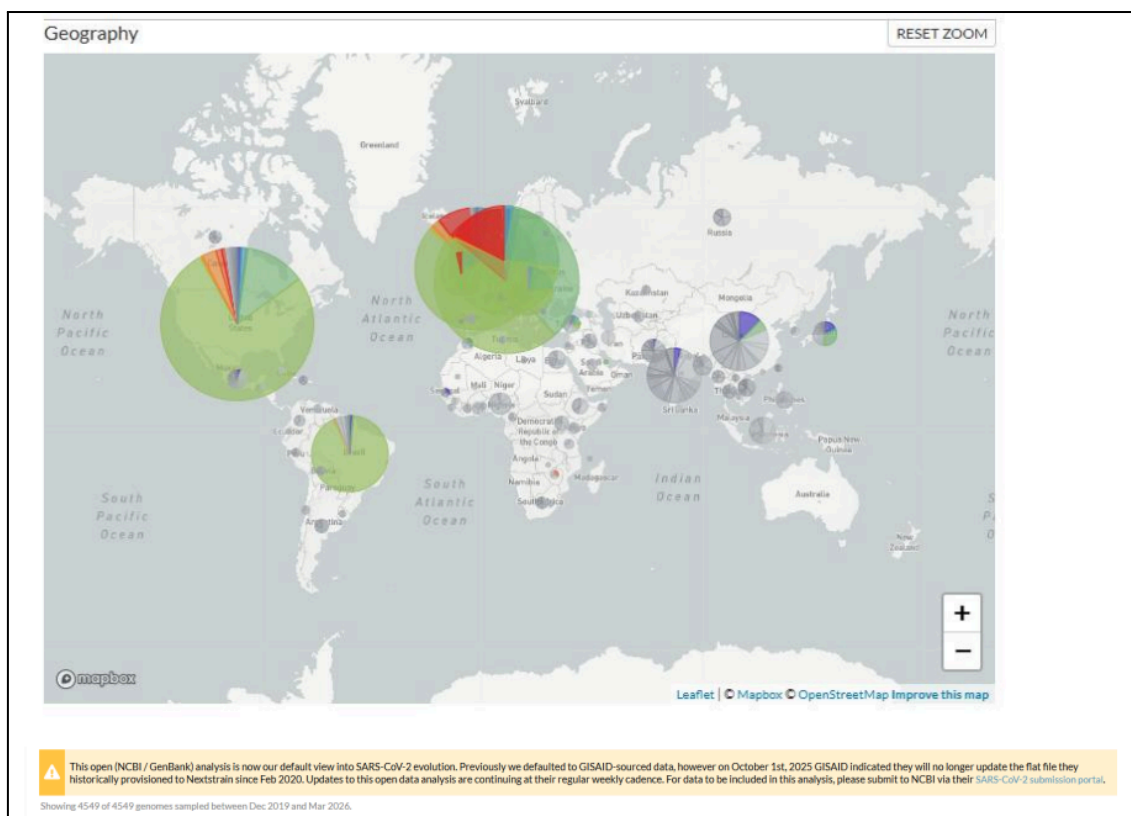 Geography
RESET ZOOM
Svalbard
Greenland
Russia
North
Pacific
Ocean
North
Atlantic
Ocean
North
Pacific
Ocean
Kazakhstan
Mongolia
Algeria
Libya
Mali
Niger
Sudan
Oman
Yemen
Sri Lanka
Malaysia
Papua New
Guinea
Venezuela
Brazil
Paraguay
Republic of
the Congo
Angola
Namibia
Madagascar
South
Pacific
Ocean
South
Atlantic
Ocean
Indian
Ocean
Australia
New
Zealand
+
−
mapbox
Leaflet | © Mapbox © OpenStreetMap Improve this map
This open (NCBI / GenBank) analysis is now our default view into SARS-CoV-2 evolution. Previously we defaulted to GISAID-sourced data, however on October 1st, 2025 GISAID indicated they will no longer update the flat file they
historically provisioned to Nextstrain since Feb 2020. Updates to this open data analysis are continuing at their regular weekly cadence. For data to be included in this analysis, please submit to NCBI via their SARS-CoV-2 submission portal.
Showing 4549 of 4549 genomes sampled between Dec 2019 and Mar 2026.